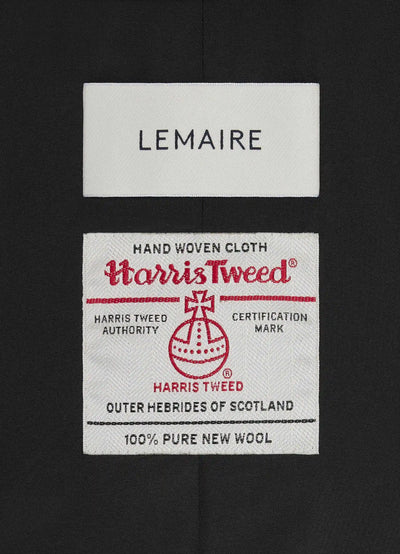 LEMAIRE
HAND WOVEN CLOTH
Harris Tweed®
HARRIS TWEED AUTHORITY
CERTIFICATION MARK
®
HARRIS TWEED
OUTER HEBRIDES OF SCOTLAND
100% PURE NEW WOOL